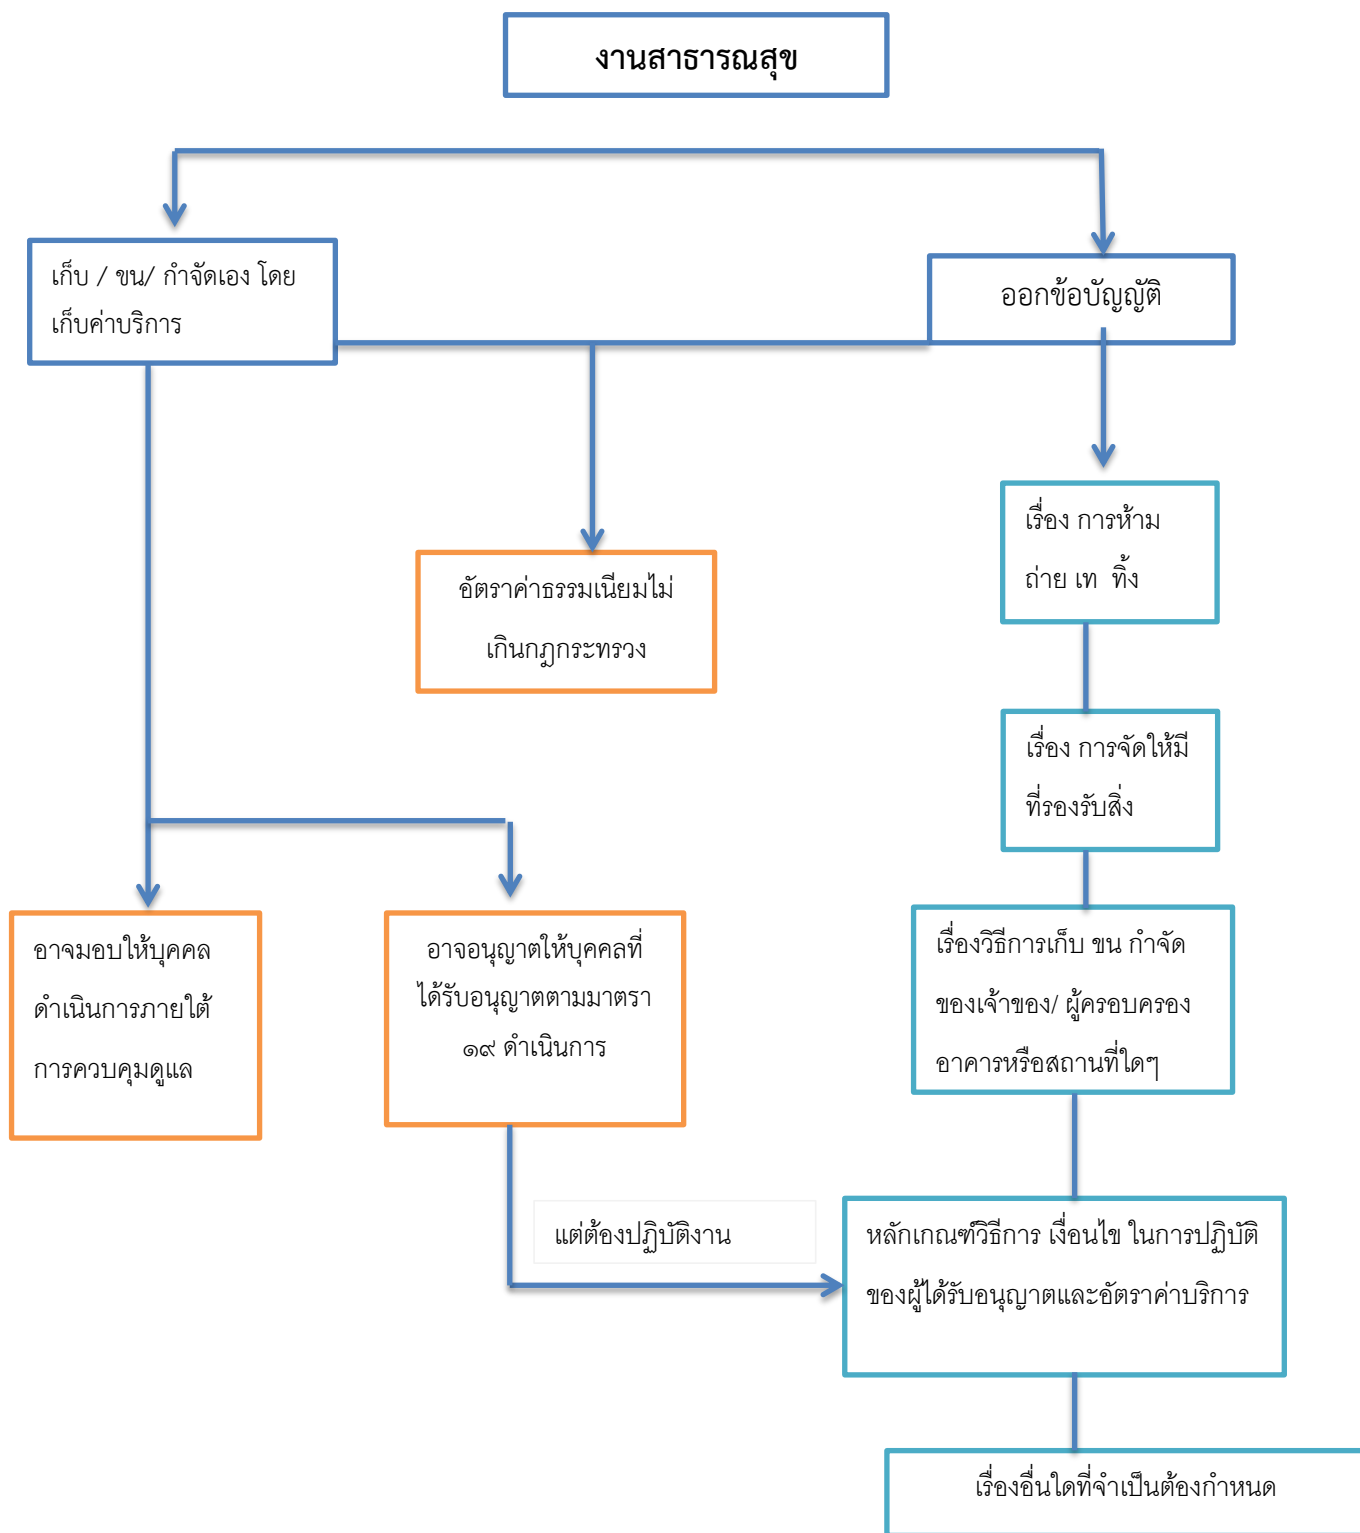 งานสาธารณสุข
เก็บ / ขน/ กำจัดเอง โดย
เก็บค่าบริการ
ออกข้อบัญญัติ
อัตราค่าธรรมเนียมไม่
เกินกฎกระทรวง
เรื่อง การห้าม
ถ่าย เท  ทิ้ง
เรื่อง การจัดให้มี
ที่รองรับสิ่ง
อาจมอบให้บุคคล
ดำเนินการภายใต้
การควบคุมดูแล
อาจอนุญาตให้บุคคลที่
ได้รับอนุญาตตามมาตรา
๑๙ ดำเนินการ
เรื่องวิธีการเก็บ ขน กำจัด
ของเจ้าของ/ ผู้ครอบครอง
อาคารหรือสถานที่ใดๆ
แต่ต้องปฏิบัติงาน
หลักเกณฑ์วิธีการ เงื่อนไข ในการปฏิบัติ
ของผู้ได้รับอนุญาตและอัตราค่าบริการ
เรื่องอื่นใดที่จำเป็นต้องกำหนด